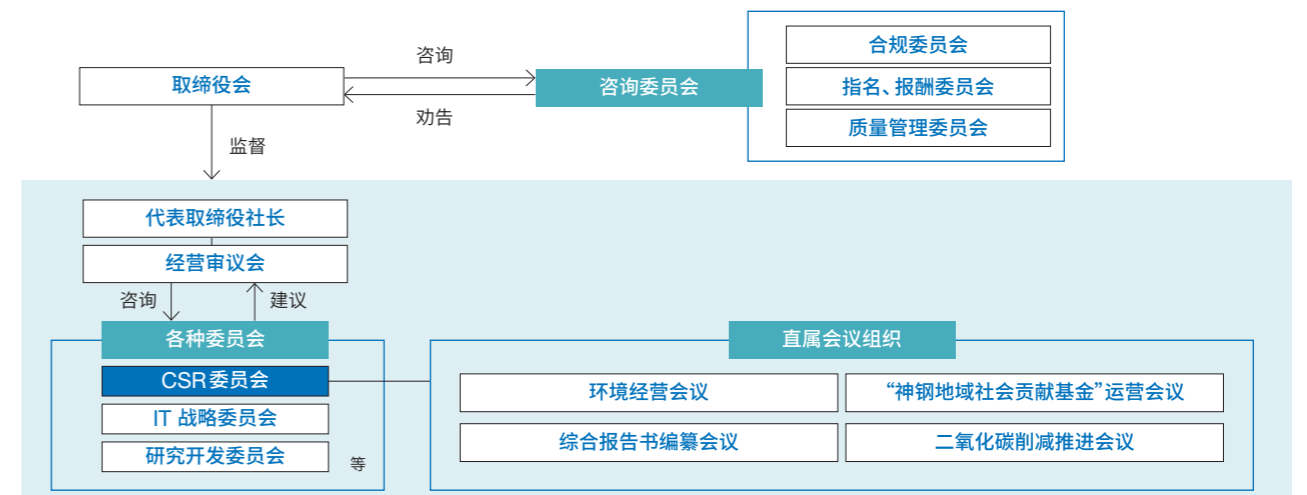 取缔役会
咨询
劝告
咨询委员会
合规委员会
指名、报酬委员会
质量管理委员会
监督
代表取缔役社长
经营审议会
咨询
建议
各种委员会
CSR委员会
IT 战略委员会
研究开发委员会
等
直属会议组织
环境经营会议
“神钢地域社会贡献基金”运营会议
综合报告书编纂会议
二氧化碳削减推进会议